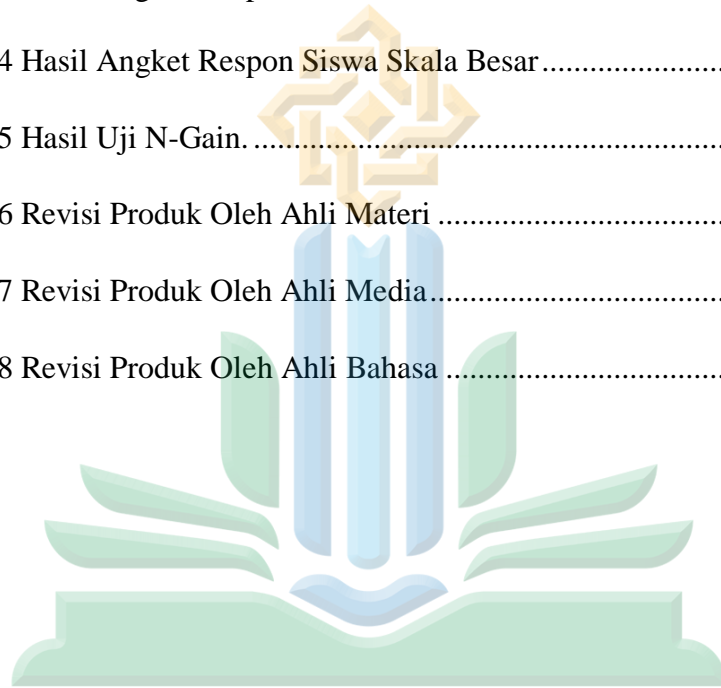 4 Hasil Angket Respon Siswa Skala Besar.......................
5 Hasil Uji N-Gain. ...........................................................
6 Revisi Produk Oleh Ahli Materi ................................
7 Revisi Produk Oleh Ahli Media....................................
8 Revisi Produk Oleh Ahli Bahasa ..................................